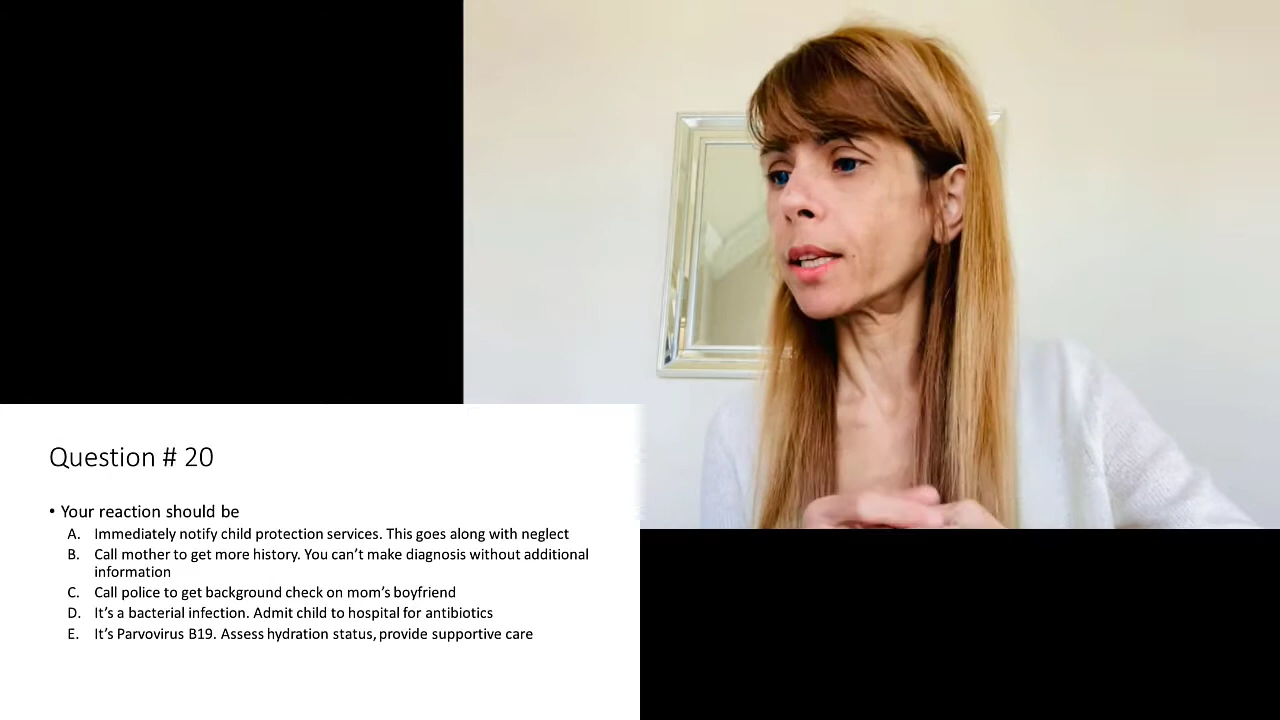 Question # 20
• Your reaction should be
A. Immediately notify child protection services. This goes along with neglect
B. Call mother to get more history. You can't make diagnosis without additional
information
C. Call police to get background check on mom's boyfriend
D. It's a bacterial infection. Admit child to hospital for antibiotics
E. It's Parvovirus B19. Assess hydration status, provide supportive care